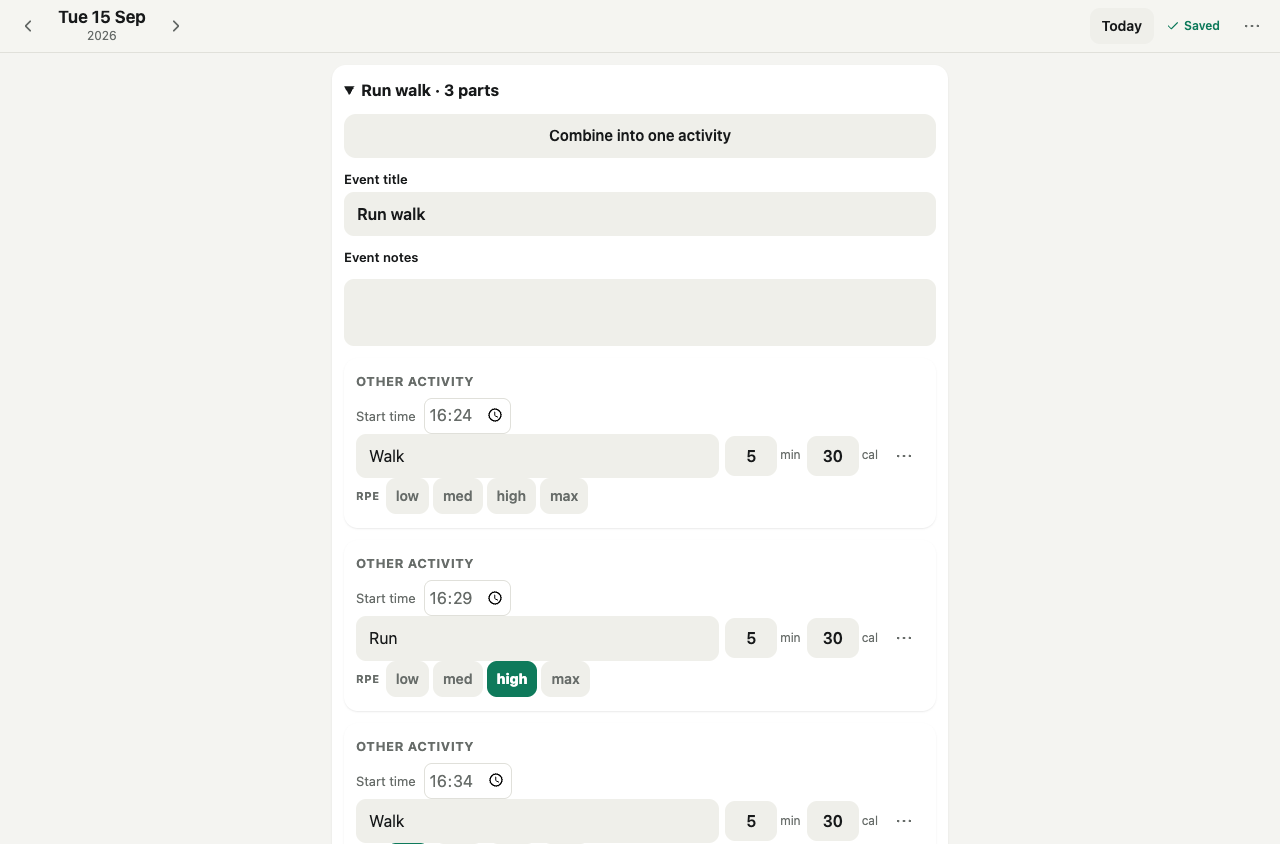 Tue 15 Sep
2026
Today
Saved
Run walk · 3 parts
Combine into one activity
Event title
Run walk
Event notes
OTHER ACTIVITY
Start time 16:24
Walk 5 min 30 cal
RPE low med high max
OTHER ACTIVITY
Start time 16:29
Run 5 min 30 cal
RPE low med high max
OTHER ACTIVITY
Start time 16:34
Walk 5 min 30 cal